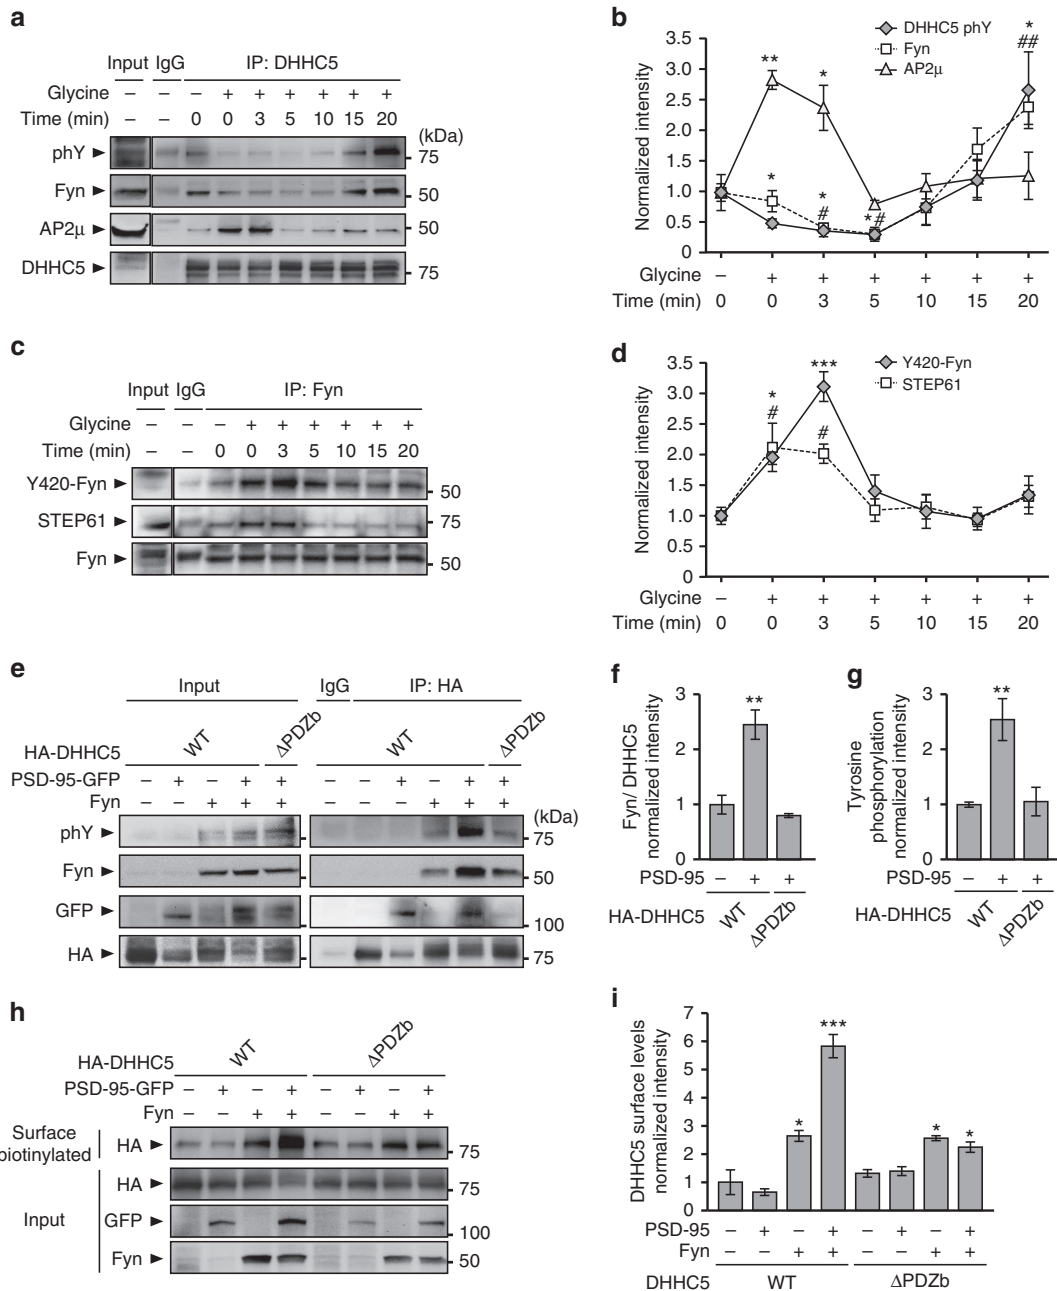 a
Input IgG IP: DHHC5
Glycine – – – + + + + + +
Time (min) – – 0 0 3 5 10 15 20
(kDa)
phY 75
Fyn 50
AP2μ 50
DHHC5 75
b
DHHC5 phY
Fyn
AP2μ
Normalized intensity
3.5
3.0
2.5
2.0
1.5
1.0
0.5
0
** * * * # *# * ##
Glycine – + + + + + +
Time (min) 0 0 3 5 10 15 20
c
Input IgG IP: Fyn
Glycine – – – + + + + + +
Time (min) – – 0 0 3 5 10 15 20
Y420-Fyn 50
STEP61 75
Fyn 50
d
Y420-Fyn
STEP61
Normalized intensity
3.5
3.0
2.5
2.0
1.5
1.0
0.5
0
* # *** #
Glycine – + + + + + +
Time (min) 0 0 3 5 10 15 20
e
Input IgG IP: HA
HA-DHHC5 WT ΔPDZb WT ΔPDZb
PSD-95-GFP – + – + + – – + – + +
Fyn – – + + + – – – + + +
(kDa)
phY 75
Fyn 50
GFP 100
HA 75
f
Fyn/ DHHC5
normalized intensity
3
2
1
0
**
PSD-95 – + +
HA-DHHC5 WT ΔPDZb
g
Tyrosine
phosphorylation
normalized intensity
3
2
1
0
**
PSD-95 – + +
HA-DHHC5 WT ΔPDZb
h
HA-DHHC5 WT ΔPDZb
PSD-95-GFP – + – + – + – +
Fyn – – + + – – + +
Surface
biotinylated
HA 75
Input
HA 75
GFP 100
Fyn 50
i
DHHC5 surface levels
normalized intensity
7
6
5
4
3
2
1
0
* *** * *
PSD-95 – + – + – + – +
Fyn – – + + – – + +
DHHC5 WT ΔPDZb